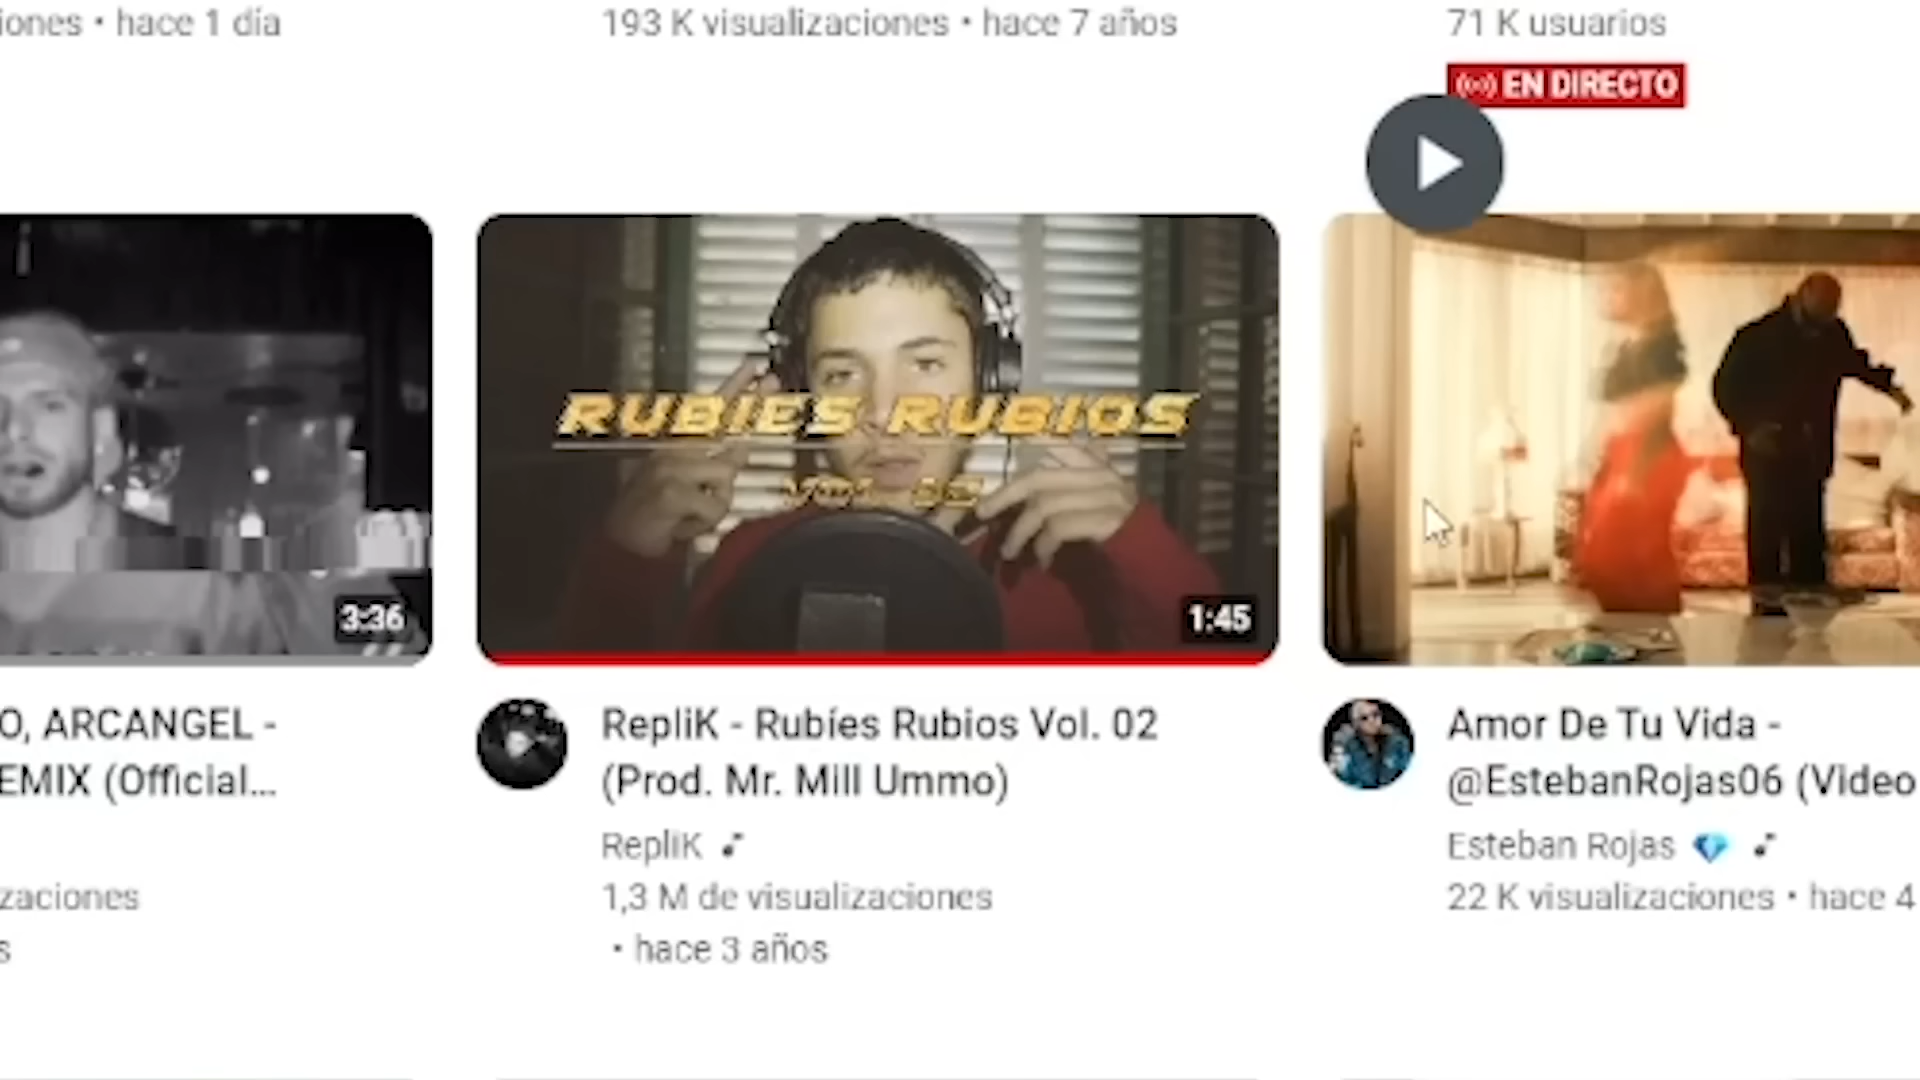 iones • hace 1 día
193 K visualizaciones • hace 7 años
71 K usuarios
EN DIRECTO
3:36
RUBIES RUBIOS
VOL. 02
1:45
O, ARCANGEL -
EMIX (Official...
zaciones
s
RepliK - Rubíes Rubios Vol. 02
(Prod. Mr. Mill Ummo)
RepliK
1,3 M de visualizaciones
• hace 3 años
Amor De Tu Vida -
@EstebanRojas06 (Video
Esteban Rojas
22 K visualizaciones • hace 4